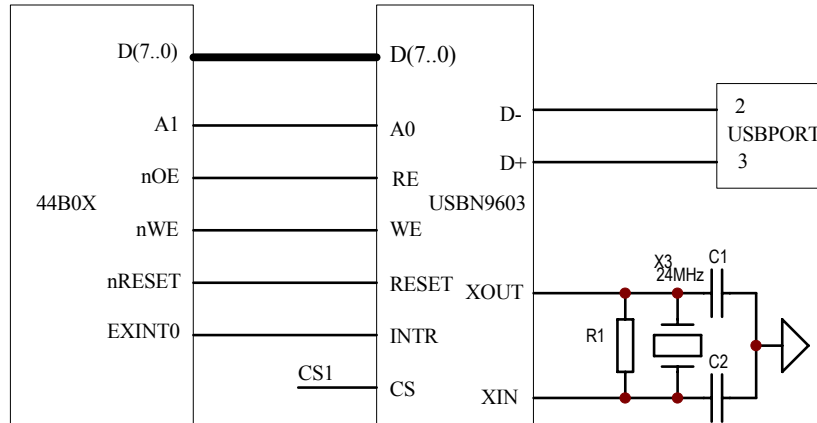 44B0X
D(7..0)
A1
nOE
nWE
nRESET
EXINT0
CS1
D(7..0)
A0
RE
WE
RESET
INTR
CS
USBN9603
D-
D+
XOUT
XIN
2
USBPORT
3
X3
24MHz
C1
R1
C2